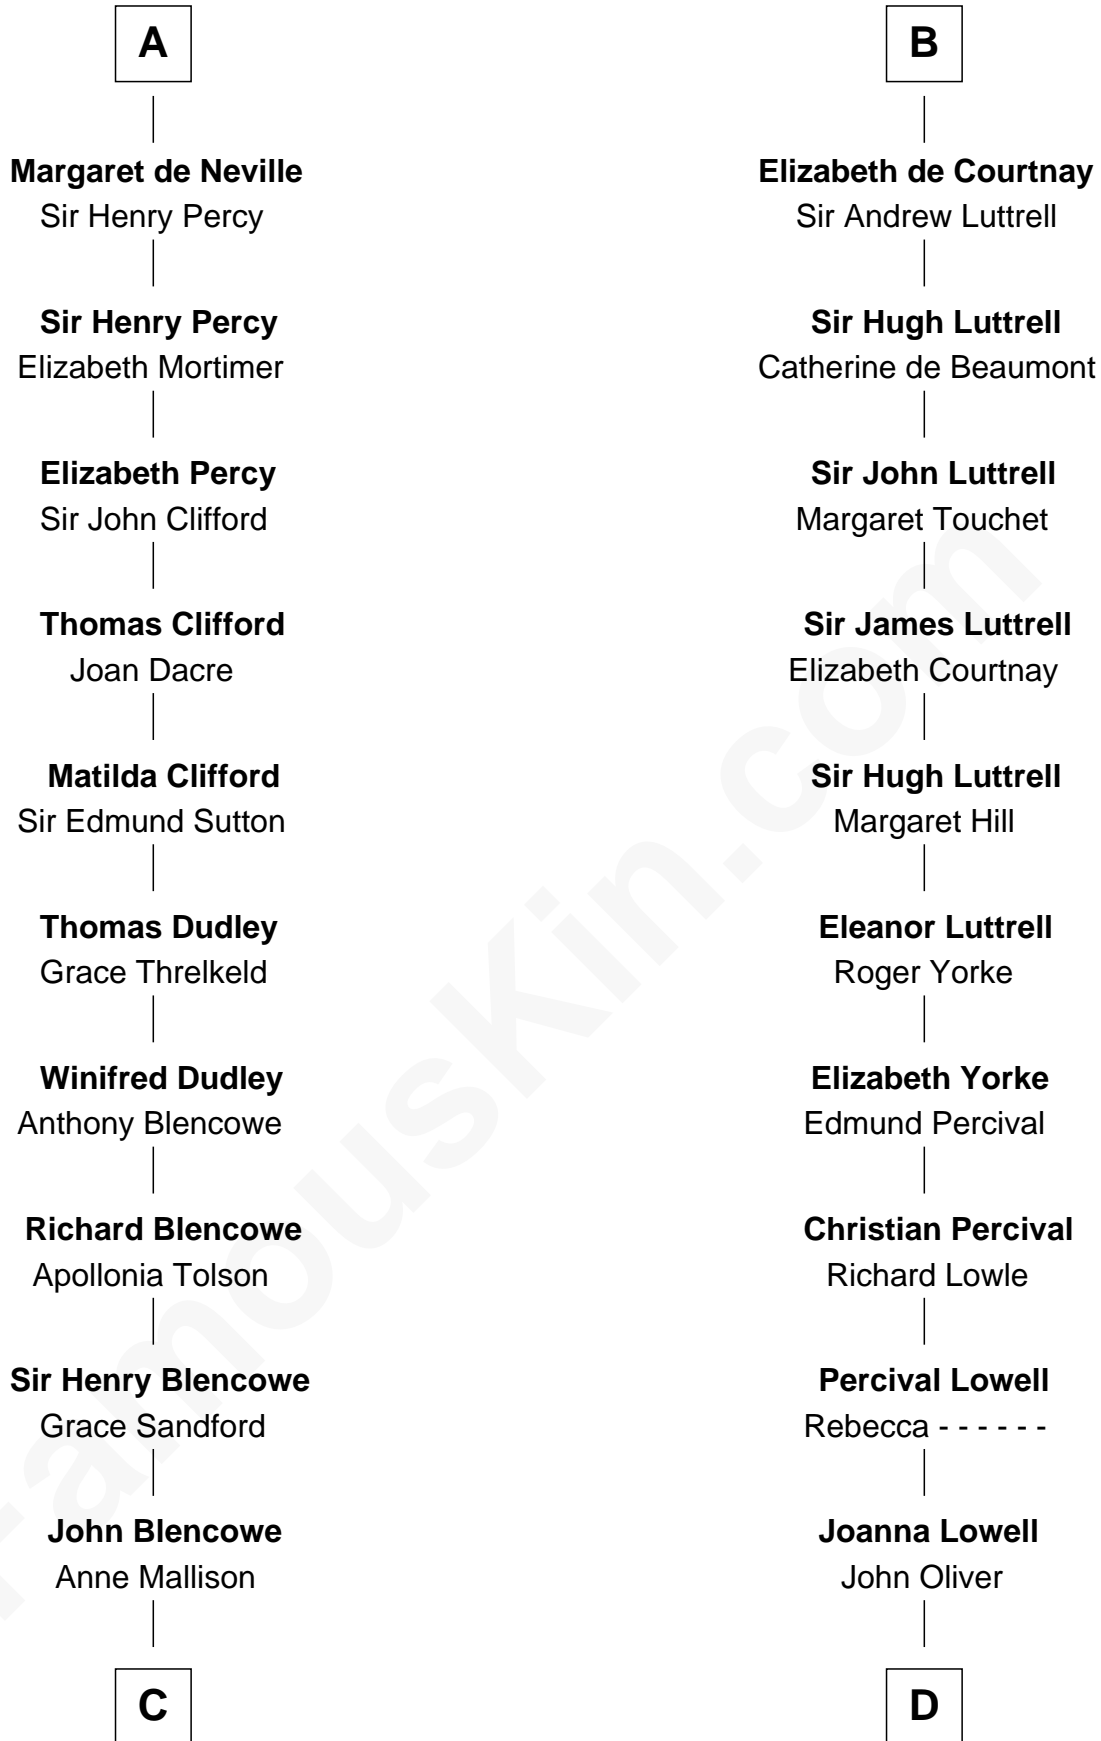 A
Margaret de Neville
Sir Henry Percy
Sir Henry Percy
Elizabeth Mortimer
Elizabeth Percy
Sir John Clifford
Thomas Clifford
Joan Dacre
Matilda Clifford
Sir Edmund Sutton
Thomas Dudley
Grace Threlkeld
Winifred Dudley
Anthony Blencowe
Richard Blencowe
Apollonia Tolson
Sir Henry Blencowe
Grace Sandford
John Blencowe
Anne Mallison
C
B
Elizabeth de Courtnay
Sir Andrew Luttrell
Sir Hugh Luttrell
Catherine de Beaumont
Sir John Luttrell
Margaret Touchet
Sir James Luttrell
Elizabeth Courtnay
Sir Hugh Luttrell
Margaret Hill
Eleanor Luttrell
Roger Yorke
Elizabeth Yorke
Edmund Percival
Christian Percival
Richard Lowle
Percival Lowell
Rebecca - - - - - -
Joanna Lowell
John Oliver
D
FamousKin.com